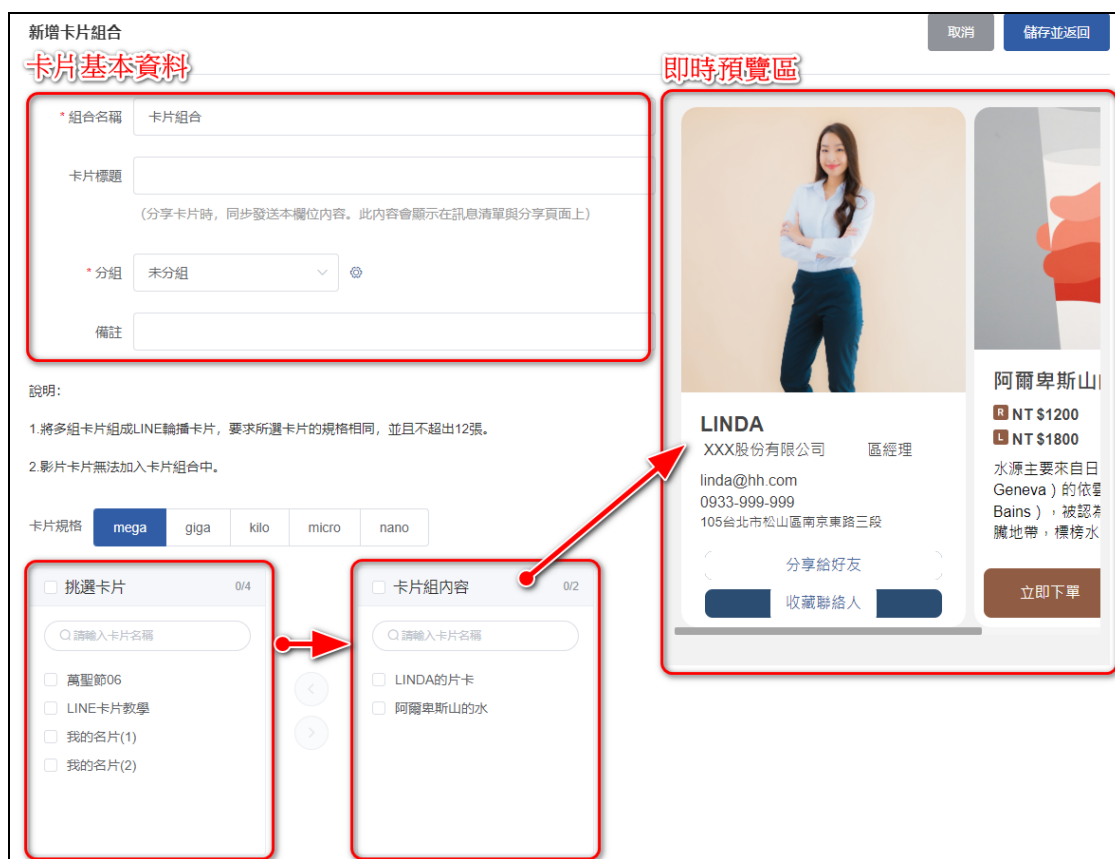 新增卡片組合
取消
儲存並返回
卡片基本資料
即時預覽區
* 組合名稱
卡片組合
卡片標題
(分享卡片時, 同步發送本欄位內容。此內容會顯示在訊息清單與分享頁面上)
* 分組
未分組
備註
說明:
1.將多組卡片組成LINE輪播卡片, 要求所選卡片的規格相同, 並且不超出12張。
2.影片卡片無法加入卡片組合中。
卡片規格
mega
giga
kilo
micro
nano
挑選卡片
0/4
請輸入卡片名稱
萬聖節06
LINE卡片教學
我的名片(1)
我的名片(2)
卡片組內容
0/2
請輸入卡片名稱
LINDA的片卡
阿爾卑斯山的水
LINDA
XXX股份有限公司 區經理
linda@hh.com
0933-999-999
105台北市松山區南京東路三段
分享給好友
收藏聯絡人
阿爾卑斯山
R NT $1200
L NT $1800
水源主要來自日
Geneva ) 的依雲
Bains ) ,被認為
臟地帶,標榜水
立即下單